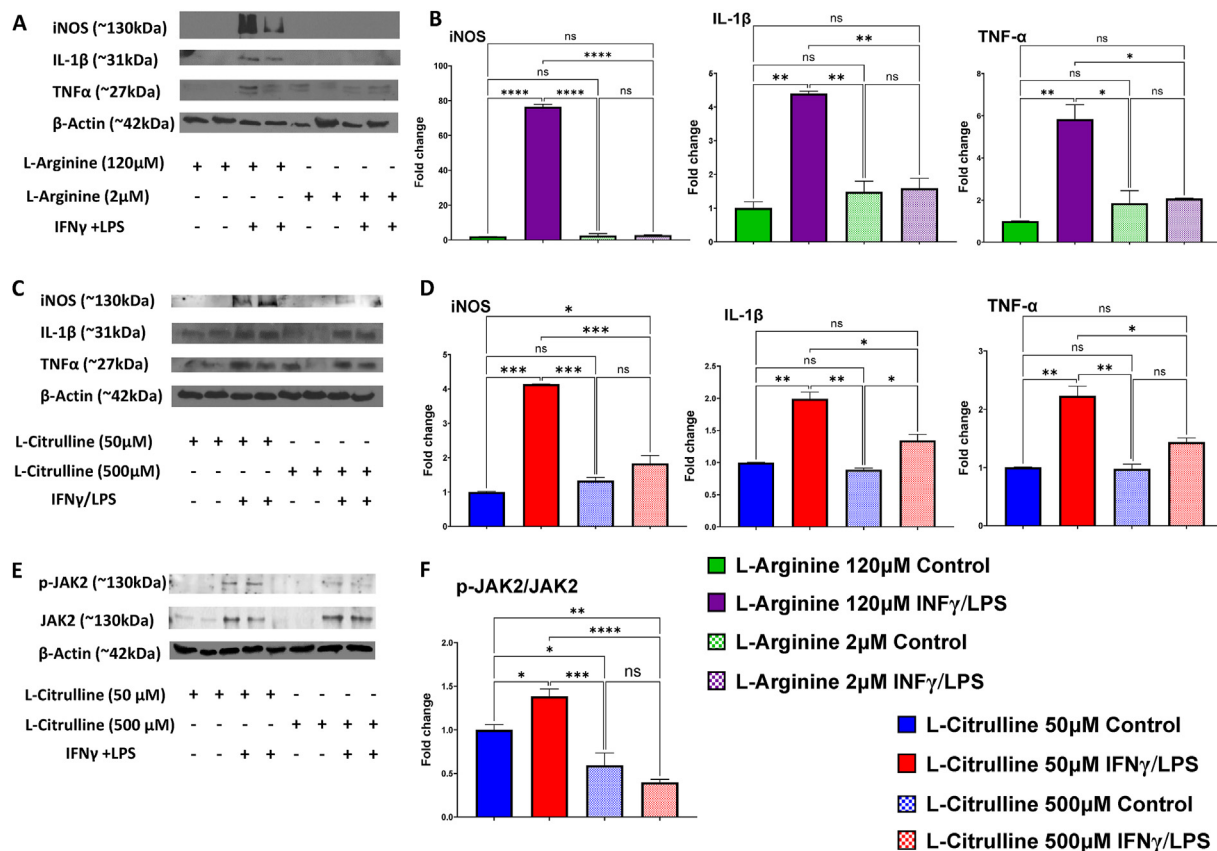 A
iNOS (~130kDa)
IL-1β (~31kDa)
TNFα (~27kDa)
β-Actin (~42kDa)
L-Arginine (120μM) + + + + - - - -
L-Arginine (2μM) - - - - + + + +
IFNγ +LPS - - + + - - + +
B
iNOS
Fold change
100
80
60
40
20
0
ns
****
ns
**** **** ns
IL-1β
Fold change
6
4
2
0
ns
**
ns
** ** ns
TNF-α
Fold change
8
6
4
2
0
ns
*
ns
** * ns
C
iNOS (~130kDa)
IL-1β (~31kDa)
TNFα (~27kDa)
β-Actin (~42kDa)
L-Citrulline (50μM) + + + + - - - -
L-Citrulline (500μM) - - - - + + + +
IFNγ/LPS - - + + - - + +
D
iNOS
Fold change
5
4
3
2
1
0
*
***
ns
*** *** ns
IL-1β
Fold change
2.5
2.0
1.5
1.0
0.5
0.0
ns
*
ns
** ** *
TNF-α
Fold change
3
2
1
0
ns
*
ns
** ** ns
E
p-JAK2 (~130kDa)
JAK2 (~130kDa)
β-Actin (~42kDa)
L-Citrulline (50 μM) + + + + - - - -
L-Citrulline (500 μM) - - - - + + + +
IFNγ +LPS - - + + - - + +
F
p-JAK2/JAK2
Fold change
2.0
1.5
1.0
0.5
0.0
**
****
*
* *** ns
L-Arginine 120μM Control
L-Arginine 120μM INFγ/LPS
L-Arginine 2μM Control
L-Arginine 2μM INFγ/LPS
L-Citrulline 50μM Control
L-Citrulline 50μM IFNγ/LPS
L-Citrulline 500μM Control
L-Citrulline 500μM IFNγ/LPS